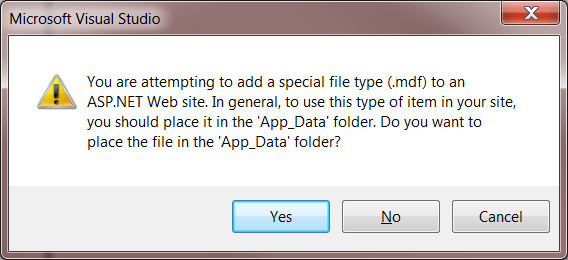 Microsoft Visual Studio
You are attempting to add a special file type (.mdf) to an
ASP.NET Web site. In general, to use this type of item in your site,
you should place it in the 'App_Data' folder. Do you want to
place the file in the 'App_Data' folder?
Yes
No
Cancel